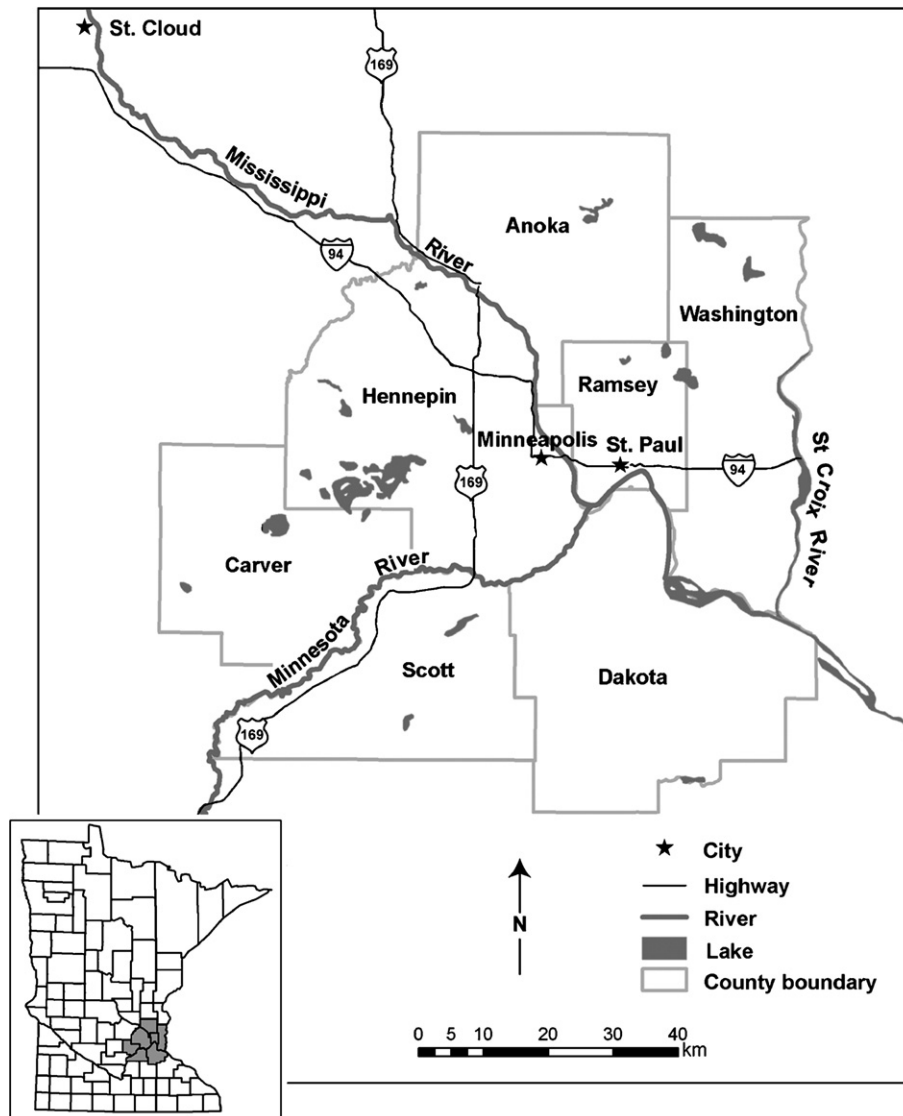 St. Cloud
169
Mississippi
River
Anoka
94
Washington
Hennepin
Ramsey
Minneapolis
St. Paul
169
94
St Croix River
Carver
River
Minnesota
Scott
Dakota
169
City
Highway
N
River
Lake
County boundary
0 5 10 20 30 40
km